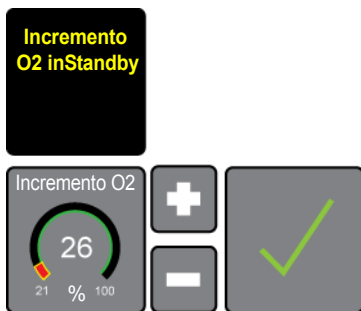 Incremento
O2 inStandby
Incremento O2
26
21 % 100